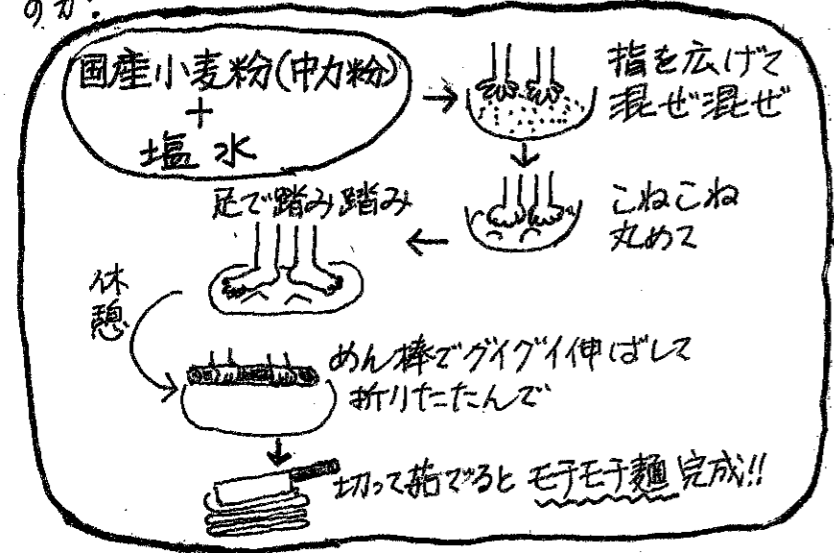 のか?
国産小麦粉(中力粉)
+
塩水
指を広げて
混ぜ混ぜ
こねこね
丸めて
足で踏み踏み
休憩
めん棒でグイグイ伸ばして
折りたたんで
切って茹でると モチモチ麺完成!!